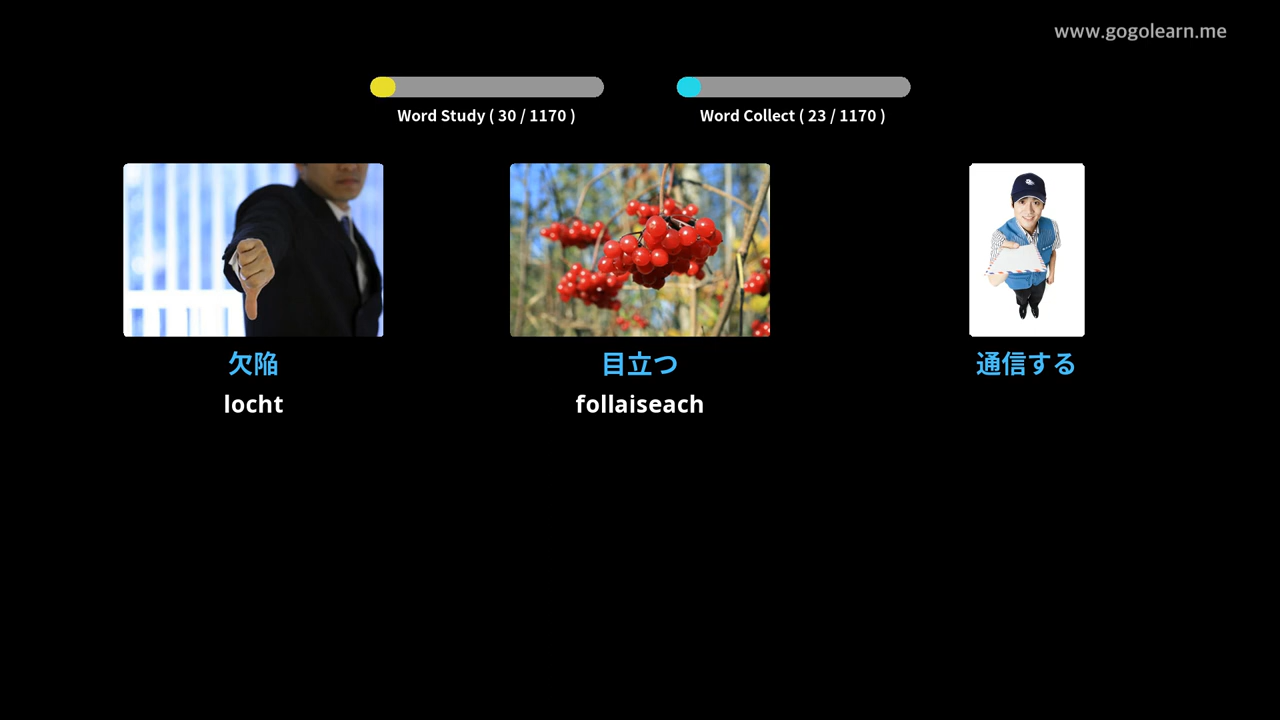 www.gogolearn.me
Word Study ( 30 / 1170 )
Word Collect ( 23 / 1170 )
欠陥
目立つ
通信する
locht
follaiseach